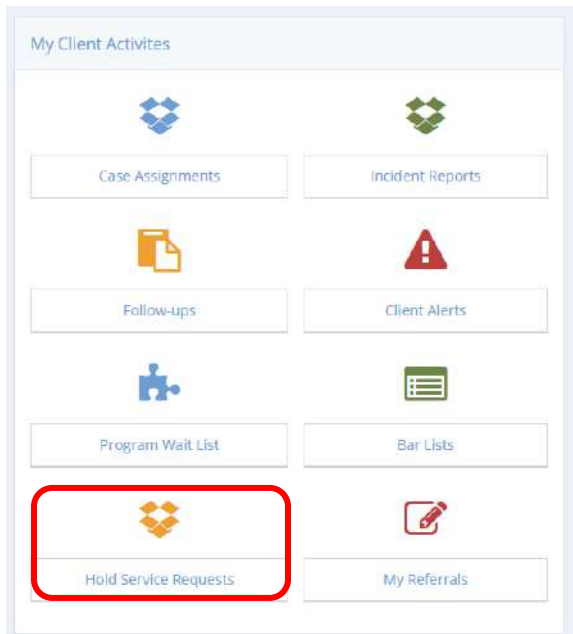 My Client Activites
Case Assignments
Incident Reports
Follow-ups
Client Alerts
Program Wait List
Bar Lists
Hold Service Requests
My Referrals